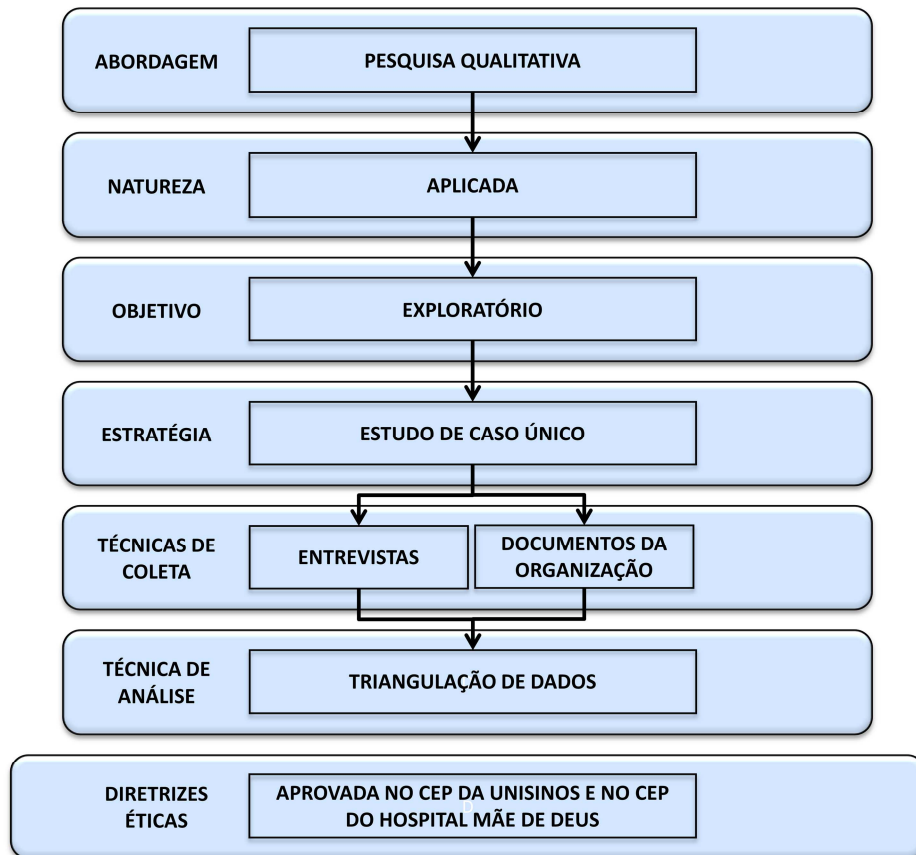 ABORDAGEM
PESQUISA QUALITATIVA
NATUREZA
APLICADA
OBJETIVO
EXPLORATÓRIO
ESTRATÉGIA
ESTUDO DE CASO ÚNICO
TÉCNICAS DE
COLETA
ENTREVISTAS
DOCUMENTOS DA
ORGANIZAÇÃO
TÉCNICA DE
ANÁLISE
TRIANGULAÇÃO DE DADOS
DIRETRIZES
ÉTICAS
APROVADA NO CEP DA UNISINOS E NO CEP
DO HOSPITAL MÃE DE DEUS